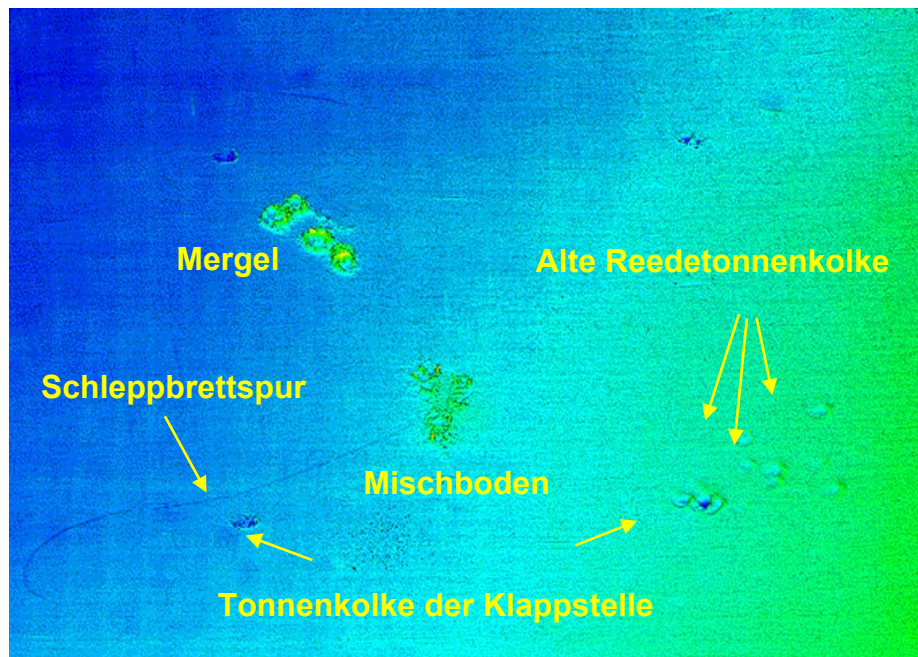 Mergel
Alte Reedetonnenkolke
Schleppbrettspur
Mischboden
Tonnenkolke der Klappstelle